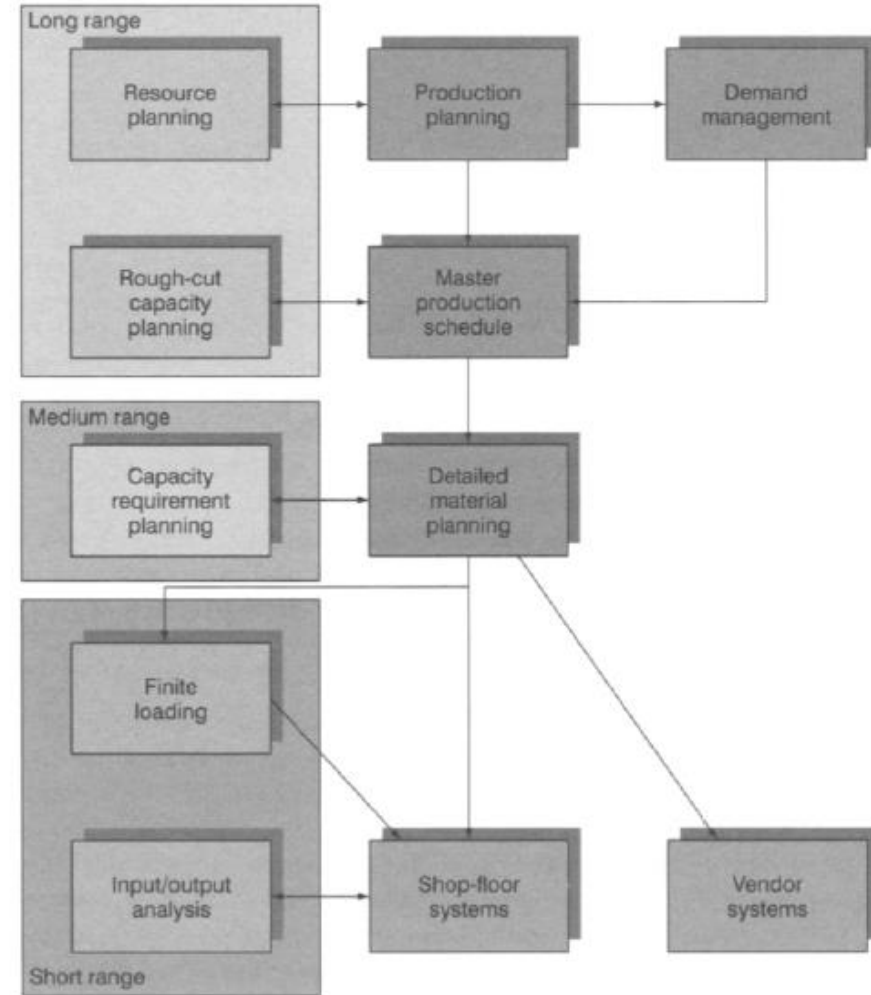 Long range
Resource
planning
Production
planning
Demand
management
Rough-cut
capacity
planning
Master
production
schedule
Medium range
Capacity
requirement
planning
Detailed
material
planning
Finite
loading
Input/output
analysis
Shop-floor
systems
Vendor
systems
Short range